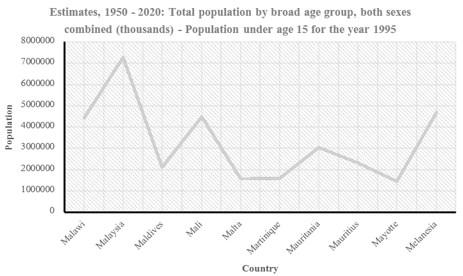 Estimates, 1950 - 2020: Total population by broad age group, both sexes
combined (thousands) - Population under age 15 for the year 1995
8000000
7000000
6000000
5000000
4000000
3000000
2000000
1000000
0
Population
Malawi
Malaysia
Maldives
Mali
Malta
Martinique
Mauritania
Mauritius
Mayotte
Melanesia
Country